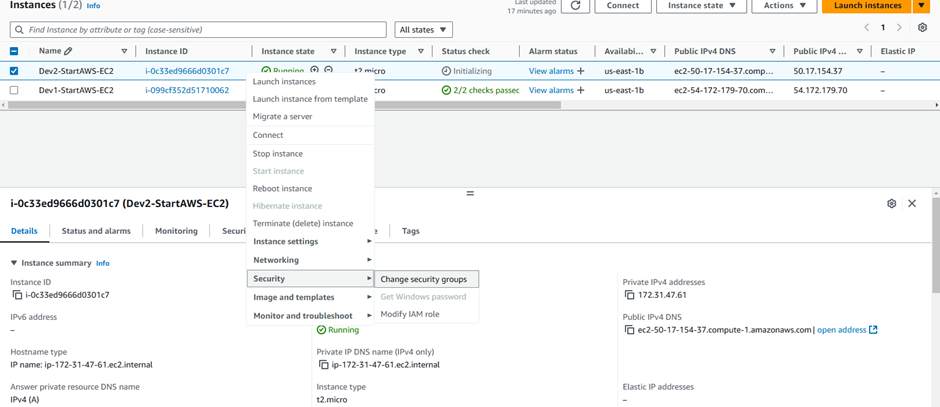 Instances (1/2) Info
Last updated
17 minutes ago
Connect
Instance state
Actions
Launch instances
Find Instance by attribute or tag (case-sensitive)
All states
1
Name
Instance ID
Instance state
Instance type
Status check
Alarm status
Availabi...
Public IPv4 DNS
Public IPv4 ...
Elastic IP
Dev2-StartAWS-EC2
i-0c33ed9666d0301c7
Running
t2.micro
Initializing
View alarms +
us-east-1b
ec2-50-17-154-37.comp...
50.17.154.37
–
Dev1-StartAWS-EC2
i-099cf352d51710062
micro
2/2 checks passec
View alarms +
us-east-1b
ec2-54-172-179-70.com...
54.172.179.70
–
Launch instances
Launch instance from template
Migrate a server
Connect
Stop instance
Start instance
Reboot instance
Hibernate instance
Terminate (delete) instance
Instance settings
Networking
Security
Image and templates
Monitor and troubleshoot
Change security groups
Get Windows password
Modify IAM role
i-0c33ed9666d0301c7 (Dev2-StartAWS-EC2)
Details
Status and alarms
Monitoring
Securi
e
Tags
Instance summary Info
Instance ID
i-0c33ed9666d0301c7
Private IPv4 addresses
172.31.47.61
IPv6 address
–
Running
Public IPv4 DNS
ec2-50-17-154-37.compute-1.amazonaws.com | open address
Hostname type
IP name: ip-172-31-47-61.ec2.internal
Private IP DNS name (IPv4 only)
ip-172-31-47-61.ec2.internal
Answer private resource DNS name
IPv4 (A)
Instance type
t2.micro
Elastic IP addresses
–